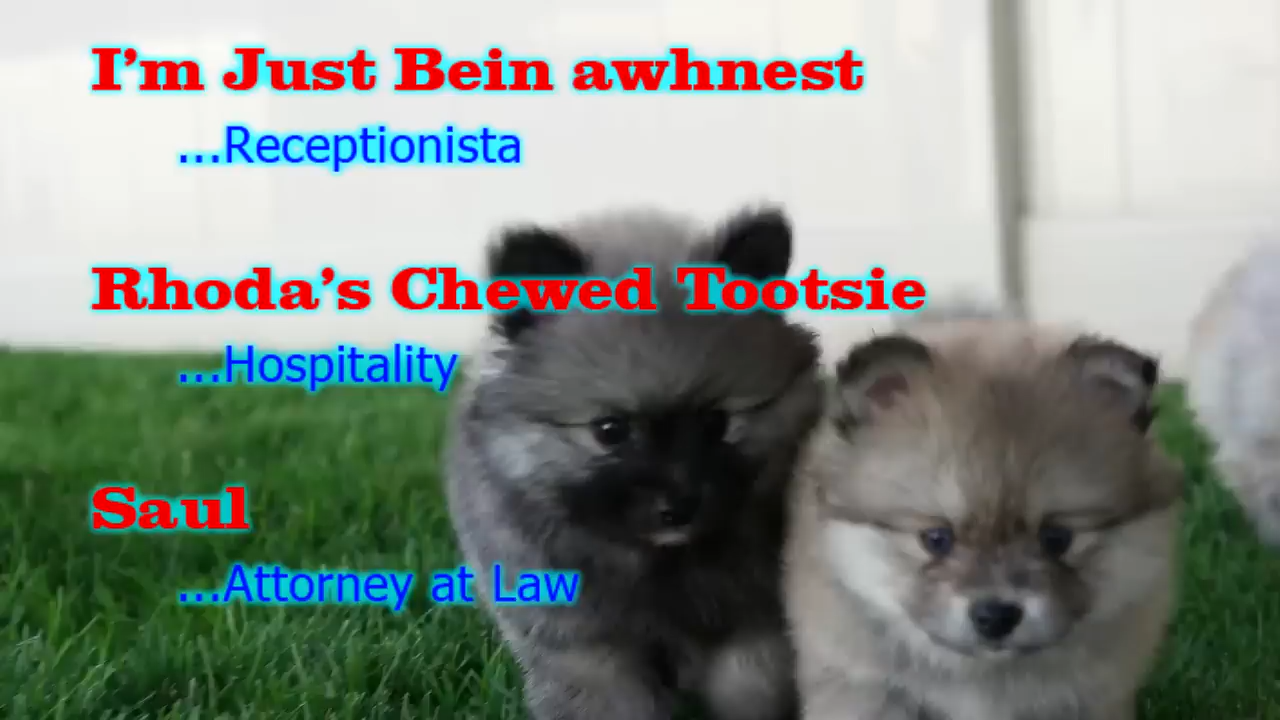 I'm Just Bein awhnest
...Receptionista
Rhoda's Chewed Tootsie
...Hospitality
Saul
...Attorney at Law